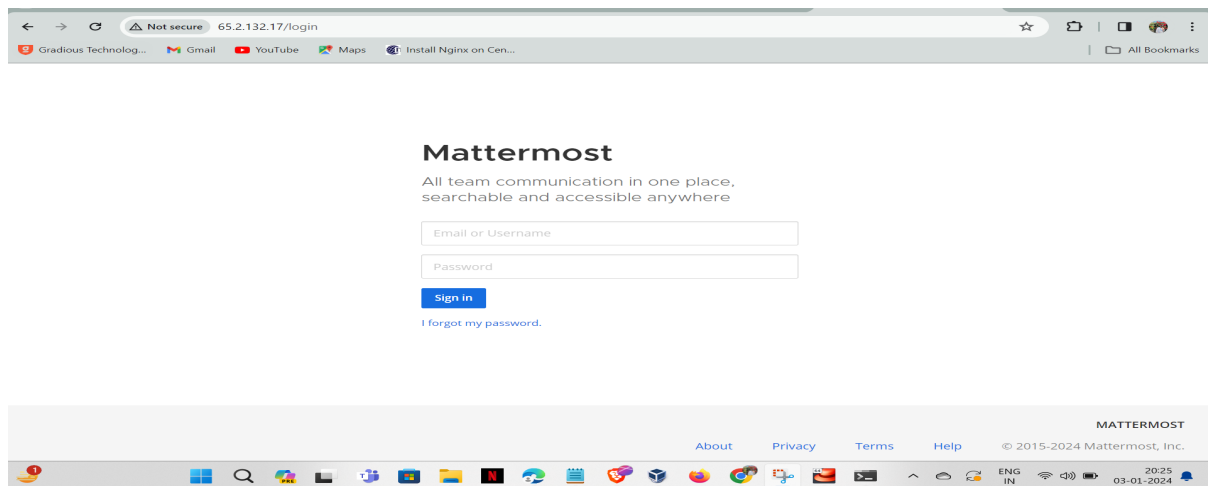 Not secure 65.2.132.17/login
Gradious Technolog... Gmail YouTube Maps Install Nginx on Cen... All Bookmarks
Mattermost
All team communication in one place,
searchable and accessible anywhere
Email or Username
Password
Sign in
I forgot my password.
MATTERMOST
About Privacy Terms Help © 2015-2024 Mattermost, Inc.
1 PRE N ENG 20:25
IN 03-01-2024